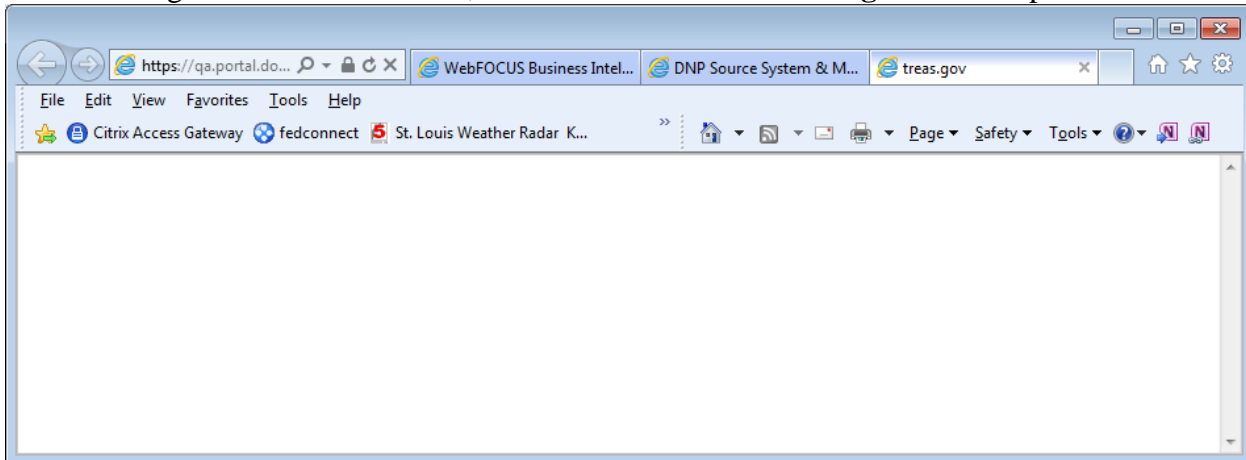 https://qa.portal.do... WebFOCUS Business Intel... DNP Source System & M... treas.gov
File Edit View Favorites Tools Help
Citrix Access Gateway fedconnect 5 St. Louis Weather Radar K... » Page Safety Tools ? N N